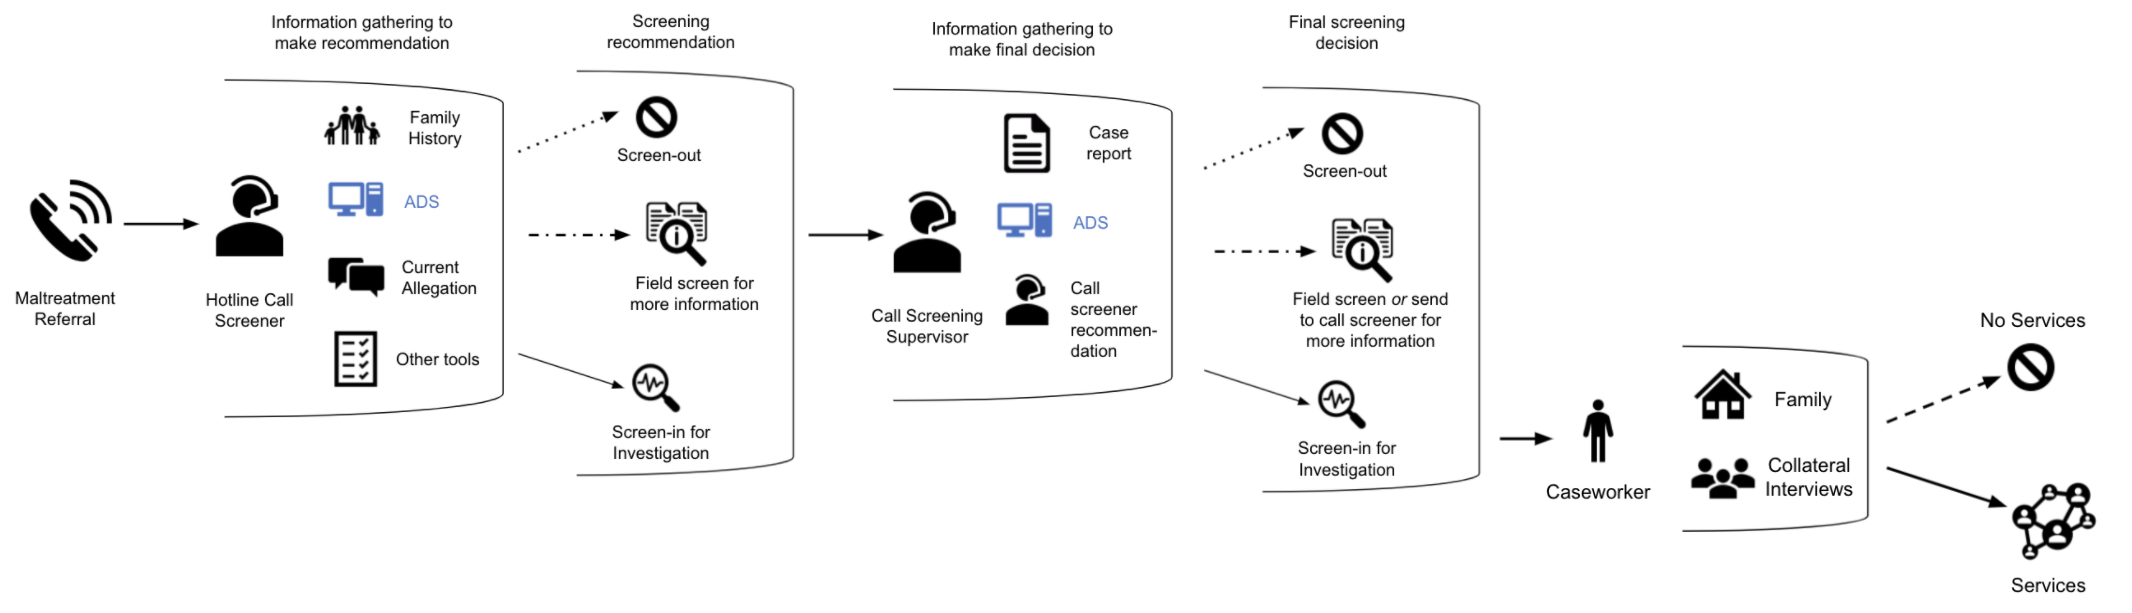 Information gathering to
make recommendation
Screening
recommendation
Information gathering to
make final decision
Final screening
decision
Maltreatment
Referral
Hotline Call
Screener
Family
History
ADS
Current
Allegation
Other tools
Screen-out
Field screen for
more information
Screen-in for
Investigation
Call Screening
Supervisor
Case
report
ADS
Call
screener
recommen-
dation
Screen-out
Field screen or send
to call screener for
more information
Screen-in for
Investigation
Caseworker
Family
Collateral
Interviews
No Services
Services